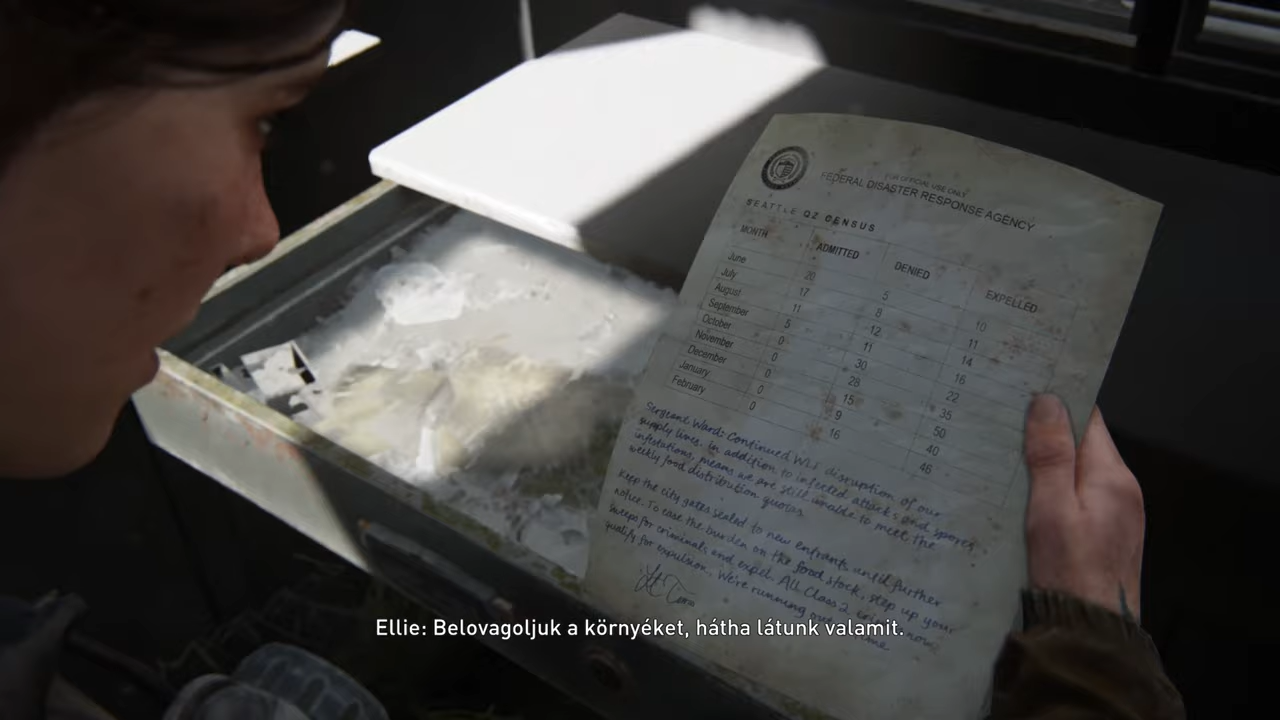 FOR OFFICIAL USE ONLY
FEDERAL DISASTER RESPONSE AGENCY
SEATTLE QZ CENSUS
MONTH ADMITTED DENIED EXPELLED
June 20 5 10
July 17 8 11
August 11 12 14
September 5 11 16
October 0 30 22
November 0 28 35
December 0 15 50
January 0 9 40
February 0 16 46
Sergeant Ward: Continued WLF disruption of our
supply lines, in addition to infected attacks and spores
infestations, means we are still unable to meet the
weekly food distribution quotas.
Keep the city gates sealed to new entrants until further
notice. To ease the burden on the food stock, step up your
sweeps for criminals and expel. ALL Class 2 now
qualify for expulsion. We're running out
Ellie: Belovagoljuk a környéket, hátha látunk valamit.